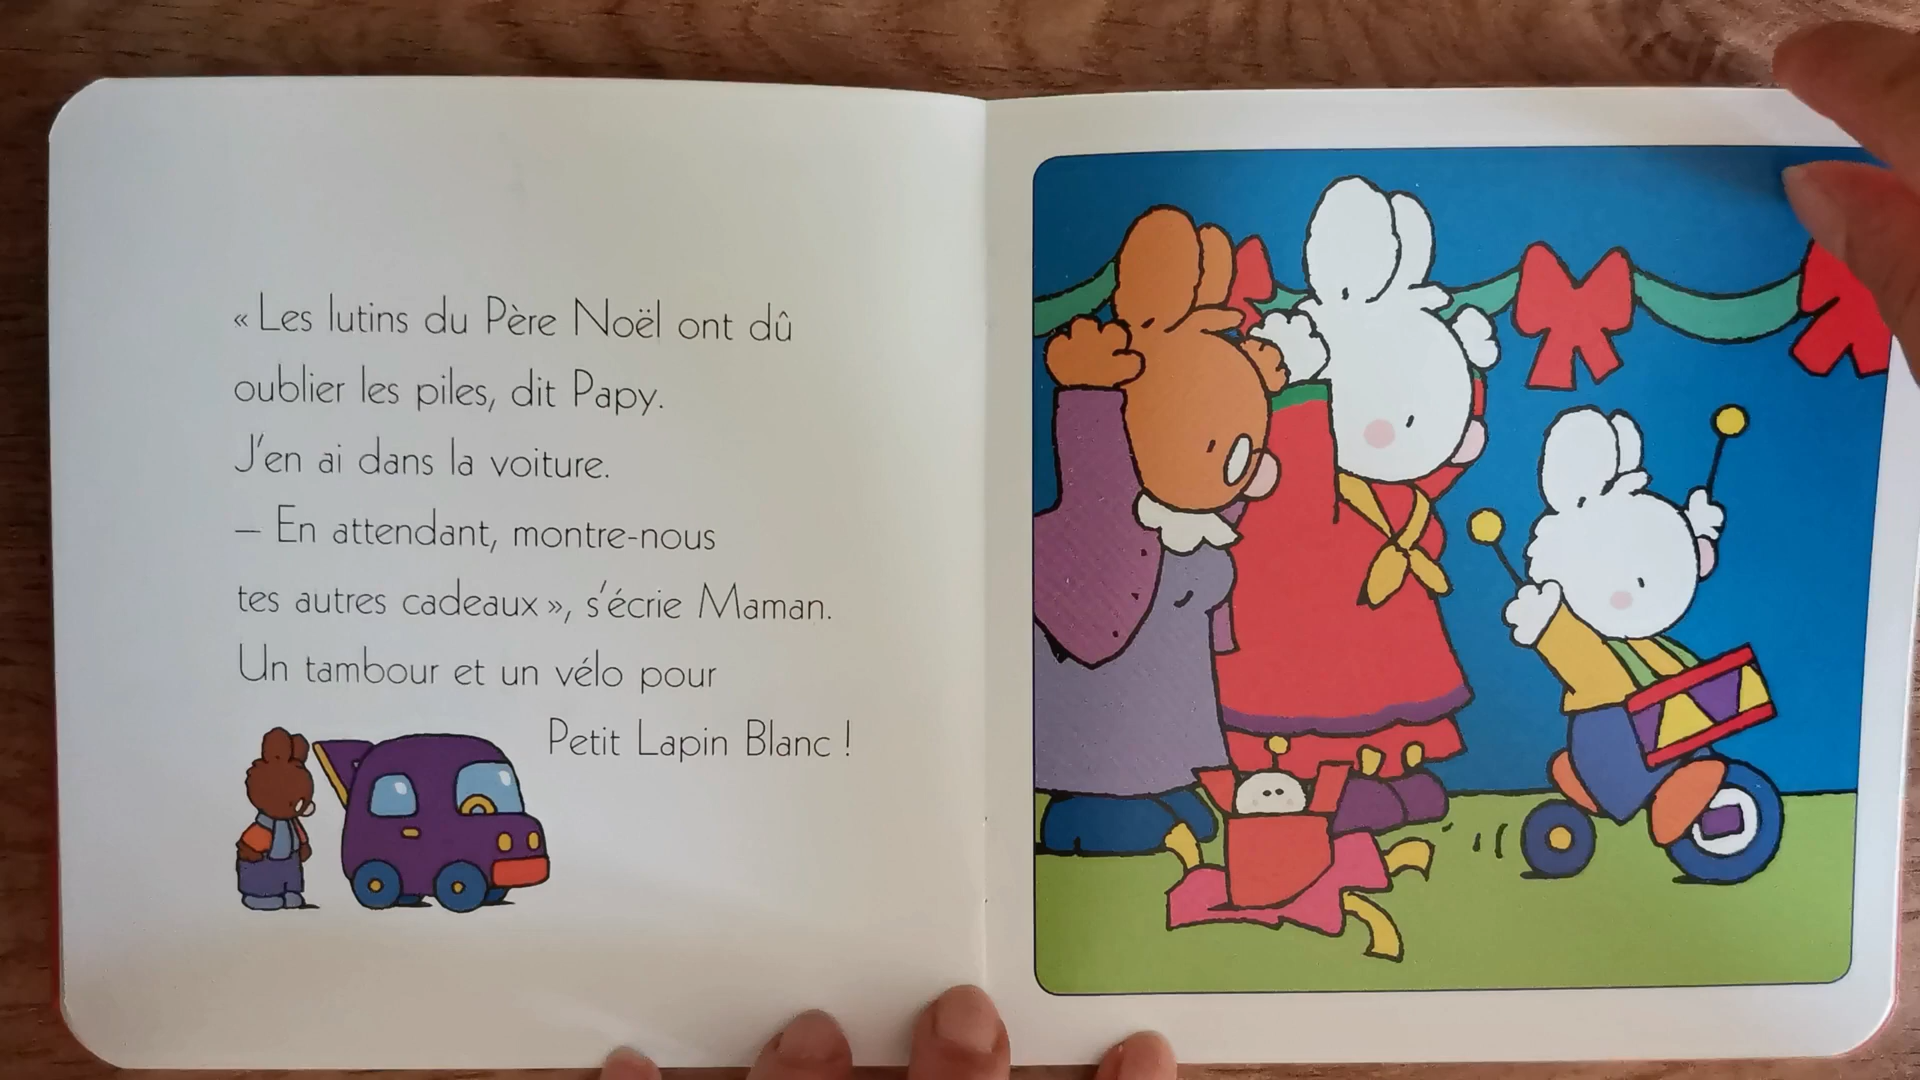 « Les lutins du Père Noël ont dû
oublier les piles, dit Papy.
J'en ai dans la voiture.
– En attendant, montre-nous
tes autres cadeaux », s'écrie Maman.
Un tambour et un vélo pour
Petit Lapin Blanc !